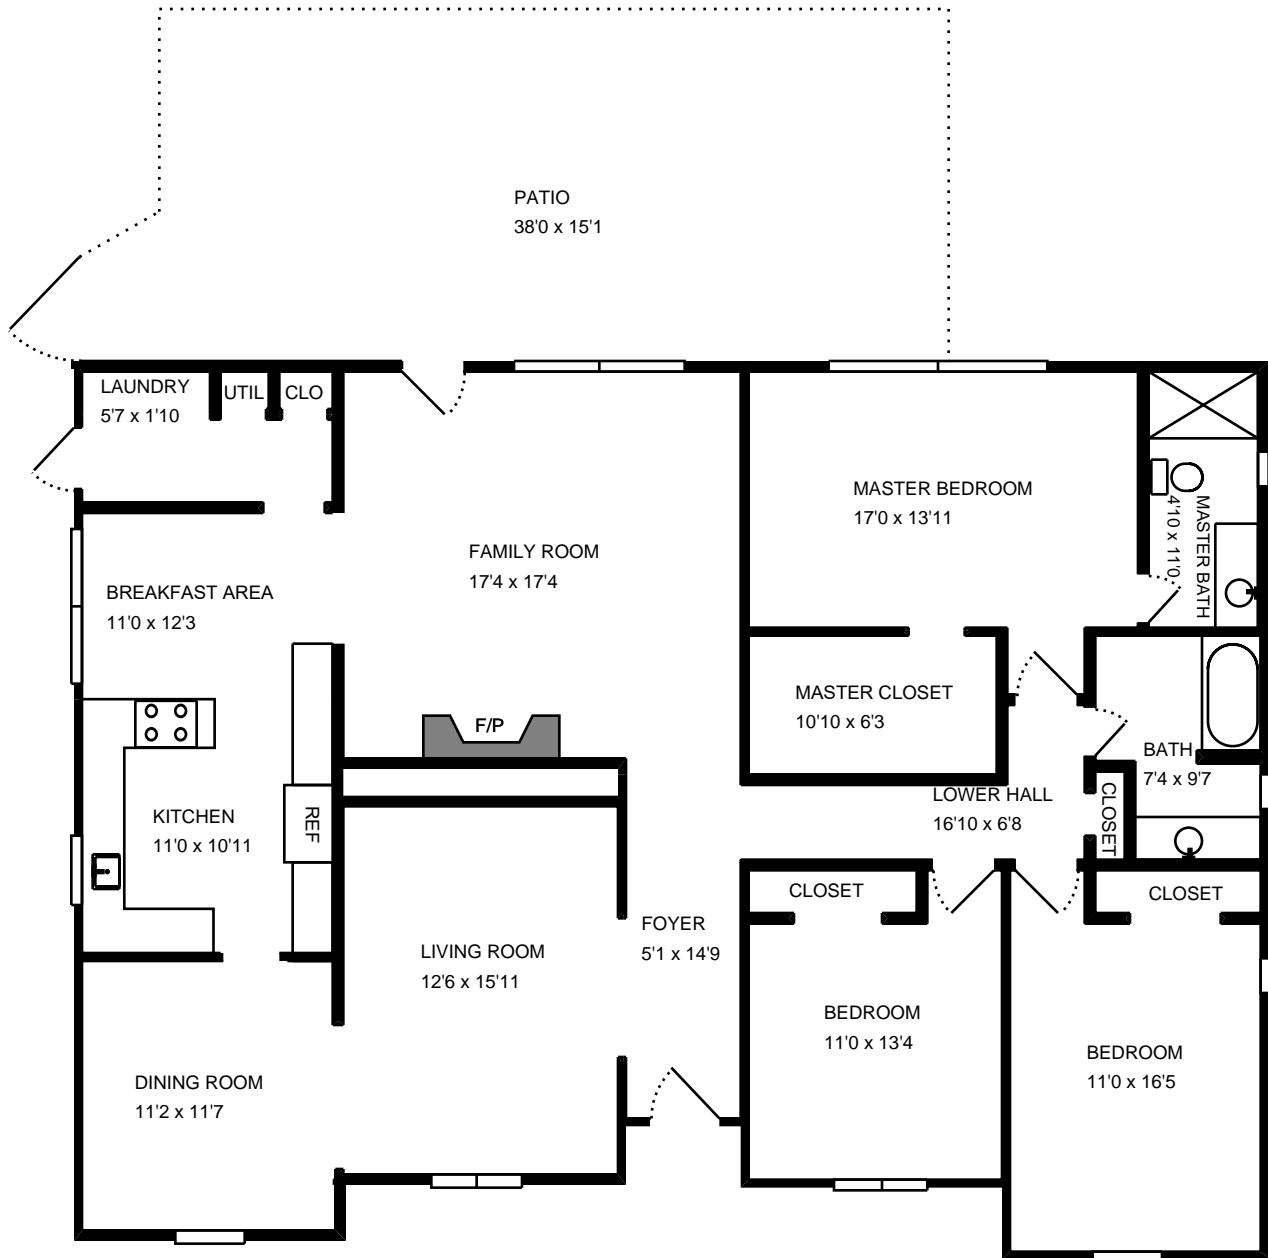 PATIO
38'0 x 15'1
LAUNDRY
5'7 x 1'10
UTIL
CLO
MASTER BEDROOM
17'0 x 13'11
MASTER BATH
4'10 x 11'0
FAMILY ROOM
17'4 x 17'4
BREAKFAST AREA
11'0 x 12'3
MASTER CLOSET
10'10 x 6'3
F/P
BATH
7'4 x 9'7
LOWER HALL
16'10 x 6'8
CLOSET
KITCHEN
11'0 x 10'11
REF
CLOSET
CLOSET
FOYER
5'1 x 14'9
LIVING ROOM
12'6 x 15'11
BEDROOM
11'0 x 13'4
BEDROOM
11'0 x 16'5
DINING ROOM
11'2 x 11'7